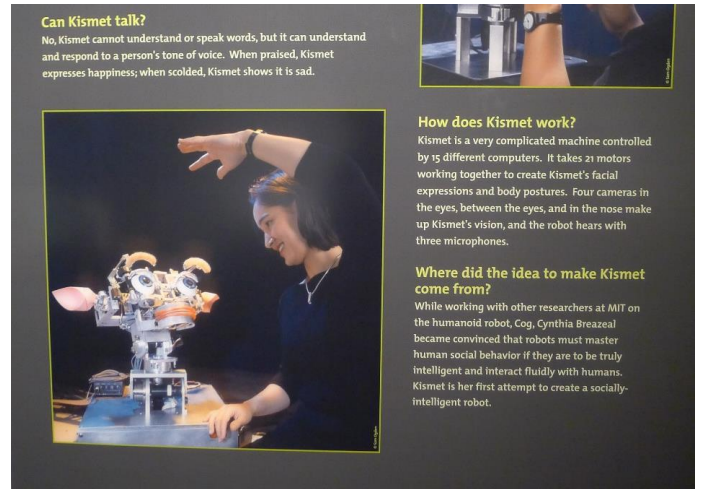 Can Kismet talk?
No, Kismet cannot understand or speak words, but it can understand
and respond to a person's tone of voice. When praised, Kismet
expresses happiness; when scolded, Kismet shows it is sad.
How does Kismet work?
Kismet is a very complicated machine controlled
by 15 different computers. It takes 21 motors
working together to create Kismet's facial
expressions and body postures. Four cameras in
the eyes, between the eyes, and in the nose make
up Kismet's vision, and the robot hears with
three microphones.
Where did the idea to make Kismet
come from?
While working with other researchers at MIT on
the humanoid robot, Cog, Cynthia Breazeal
became convinced that robots must master
human social behavior if they are to be truly
intelligent and interact fluidly with humans.
Kismet is her first attempt to create a socially-
intelligent robot.